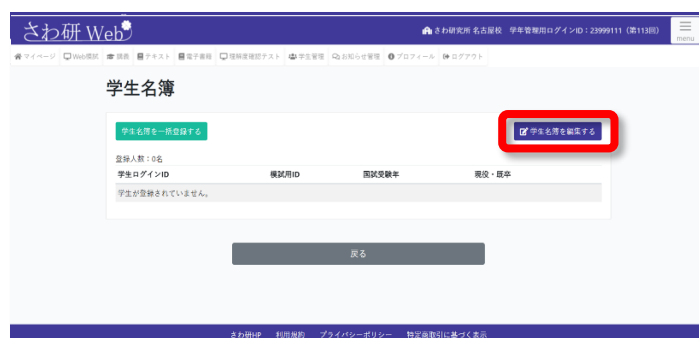 さわ研 Web
さわ研究所 名古屋校 学年管理用ログインID：23999111（第113回）
menu
マイページ Web模試 講義 テキスト 電子書籍 理解度確認テスト 学生管理 お知らせ管理 プロフィール ログアウト
学生名簿
学生名簿を一括登録する
学生名簿を編集する
登録人数：0名
学生ログインID 模試用ID 国試受験年 現役・既卒
学生が登録されていません。
戻る
さわ研HP 利用規約 プライバシーポリシー 特定商取引に基づく表示